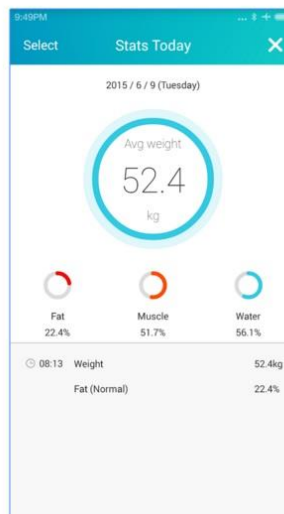 9:49PM ...
Select Stats Today
2015 / 6 / 9 (Tuesday)
Avg weight
52.4
kg
Fat Muscle Water
22.4% 51.7% 56.1%
08:13 Weight 52.4kg
Fat (Normal) 22.4%